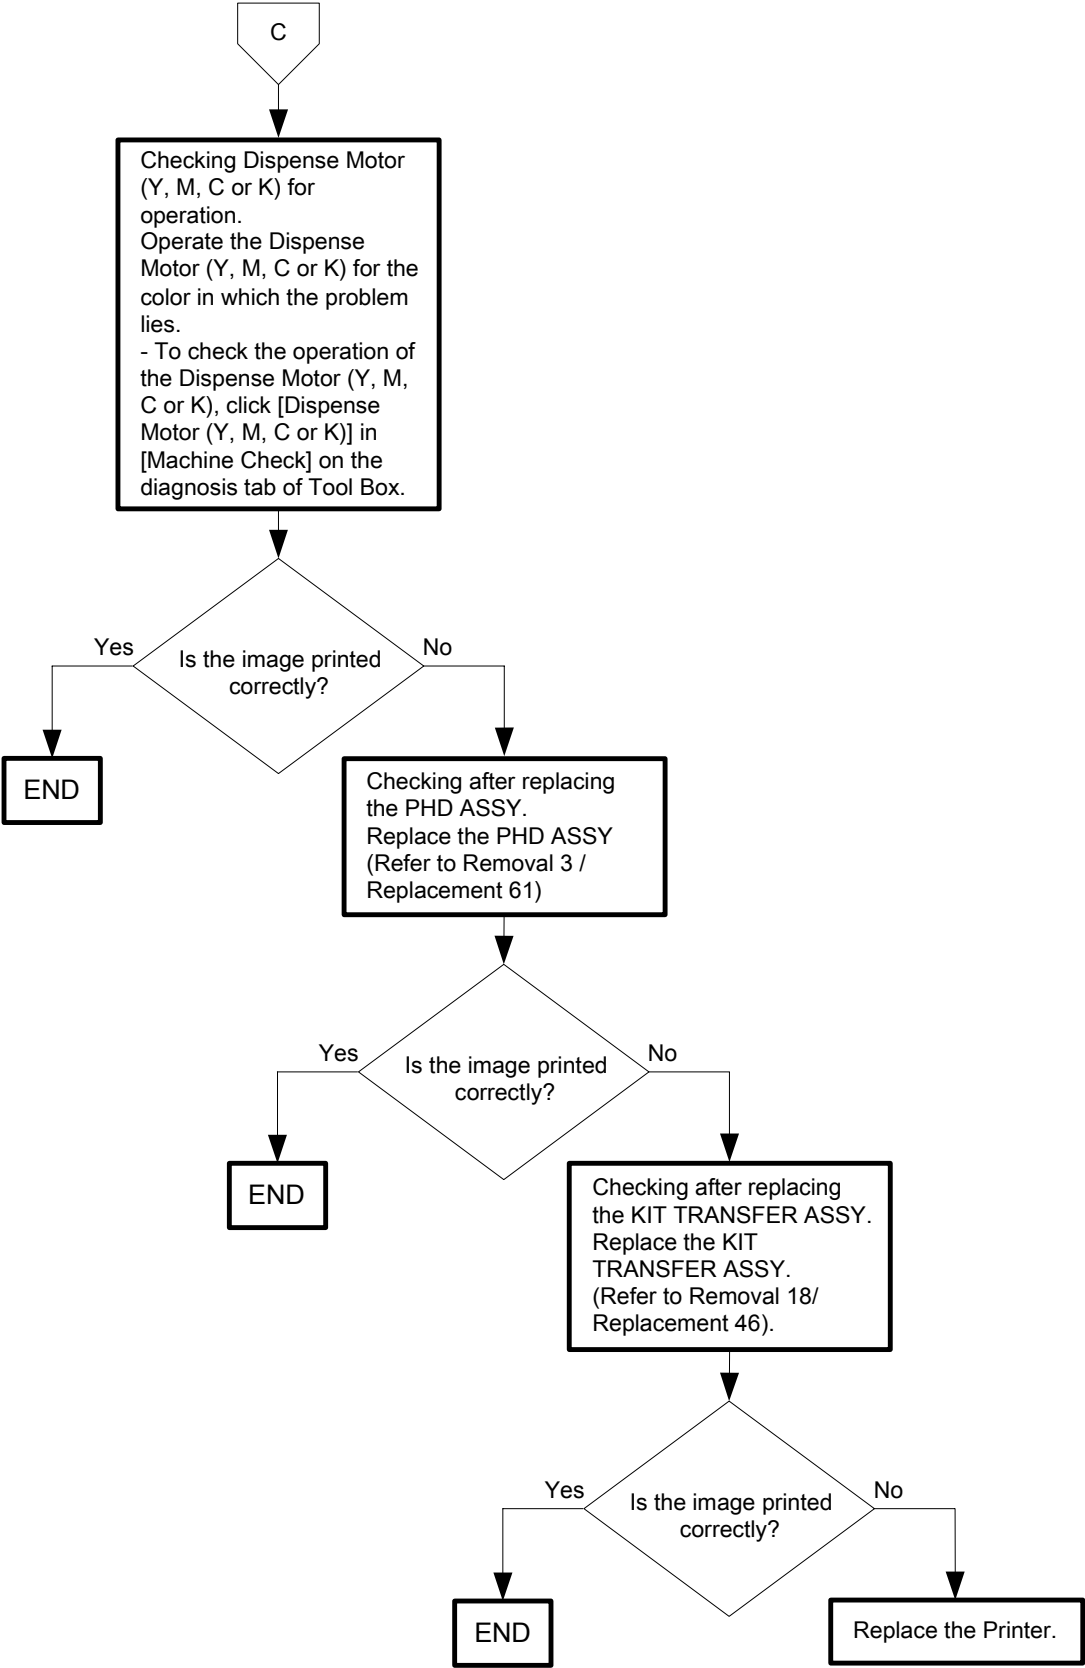 C
Checking Dispense Motor
(Y, M, C or K) for
operation.
Operate the Dispense
Motor (Y, M, C or K) for the
color in which the problem
lies.
- To check the operation of
the Dispense Motor (Y, M,
C or K), click [Dispense
Motor (Y, M, C or K)] in
[Machine Check] on the
diagnosis tab of Tool Box.
Yes
No
Is the image printed
correctly?
END
Checking after replacing
the PHD ASSY.
Replace the PHD ASSY
(Refer to Removal 3 /
Replacement 61)
Yes
No
Is the image printed
correctly?
END
Checking after replacing
the KIT TRANSFER ASSY.
Replace the KIT
TRANSFER ASSY.
(Refer to Removal 18/
Replacement 46).
Yes
No
Is the image printed
correctly?
END
Replace the Printer.